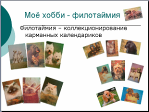 Моё хобби - филотаймия
Филотаймия – коллекционирование
карманных календариков